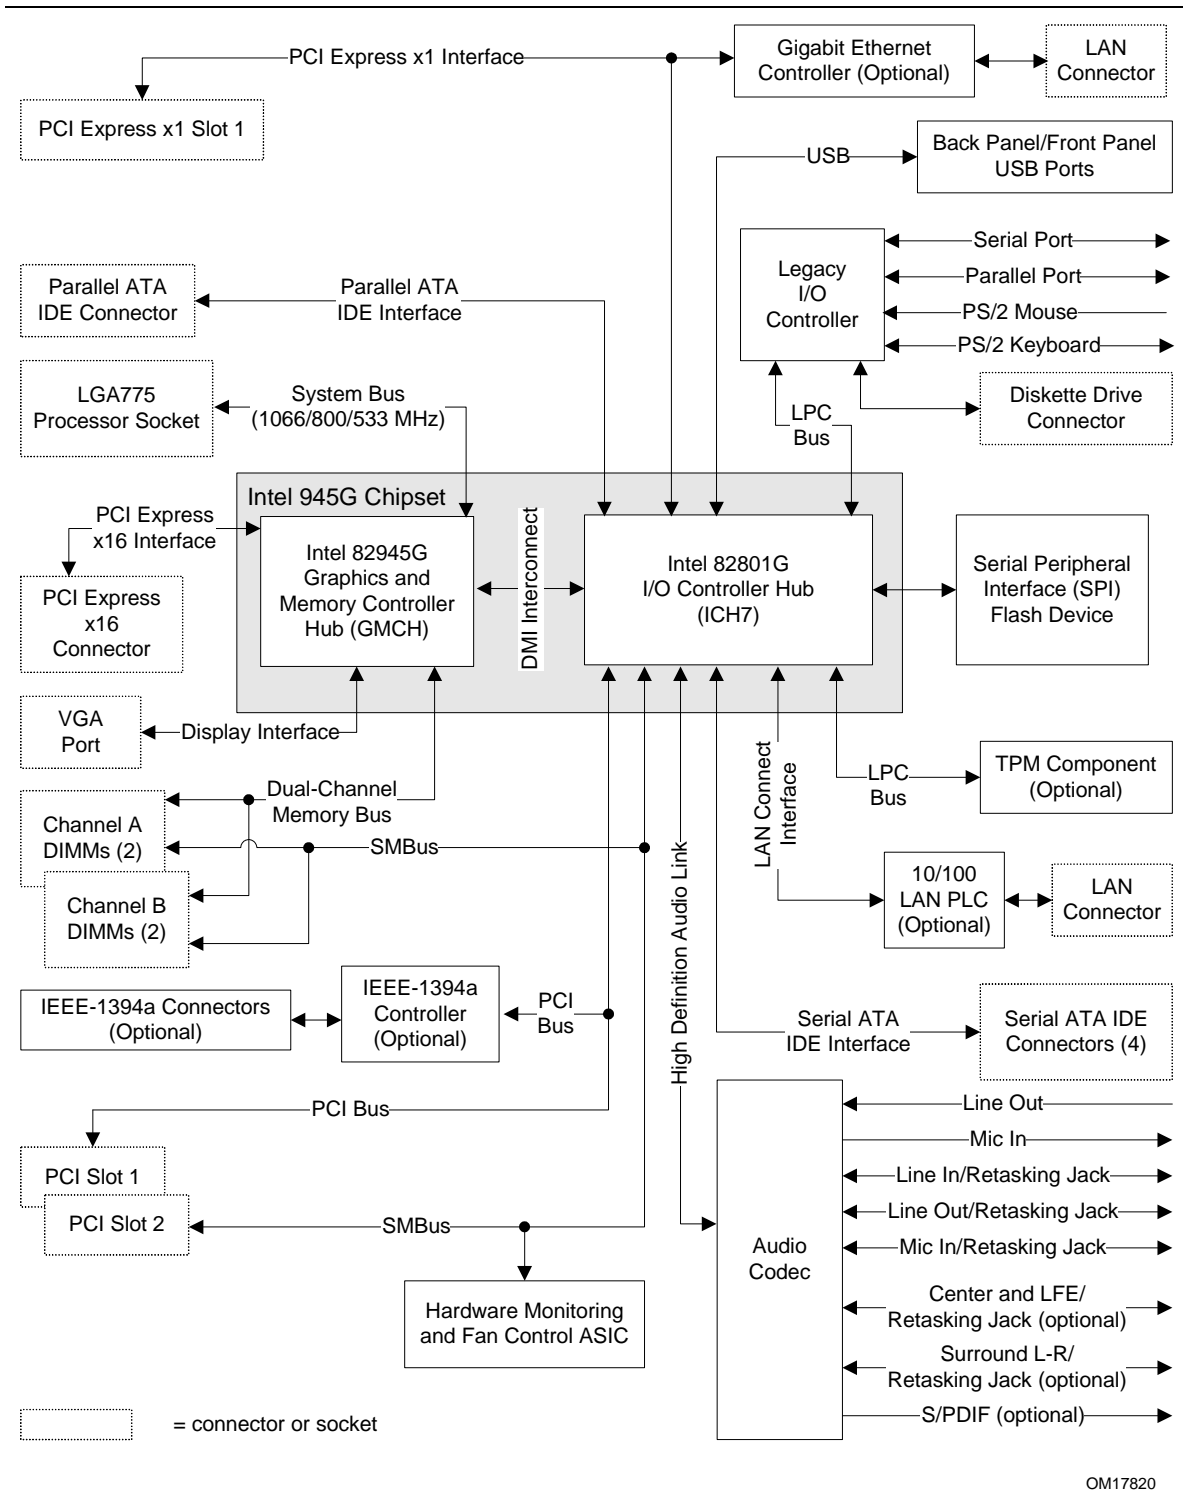 PCI Express x1 Interface
Gigabit Ethernet
Controller (Optional)
LAN
Connector
PCI Express x1 Slot 1
USB
Back Panel/Front Panel
USB Ports
Legacy
I/O
Controller
Serial Port
Parallel Port
PS/2 Mouse
PS/2 Keyboard
Parallel ATA
IDE Connector
Parallel ATA
IDE Interface
LGA775
Processor Socket
System Bus
(1066/800/533 MHz)
LPC
Bus
Diskette Drive
Connector
Intel 945G Chipset
PCI Express
x16 Interface
Intel 82945G
Graphics and
Memory Controller
Hub (GMCH)
DMI Interconnect
Intel 82801G
I/O Controller Hub
(ICH7)
Serial Peripheral
Interface (SPI)
Flash Device
PCI Express
x16
Connector
VGA
Port
Display Interface
LAN Connect
Interface
LPC
Bus
TPM Component
(Optional)
Dual-Channel
Memory Bus
Channel A
DIMMs (2)
SMBus
Channel B
DIMMs (2)
High Definition Audio Link
10/100
LAN PLC
(Optional)
LAN
Connector
IEEE-1394a Connectors
(Optional)
IEEE-1394a
Controller
(Optional)
PCI
Bus
Serial ATA
IDE Interface
Serial ATA IDE
Connectors (4)
PCI Bus
PCI Slot 1
PCI Slot 2
SMBus
Hardware Monitoring
and Fan Control ASIC
Audio
Codec
Line Out
Mic In
Line In/Retasking Jack
Line Out/Retasking Jack
Mic In/Retasking Jack
Center and LFE/
Retasking Jack (optional)
Surround L-R/
Retasking Jack (optional)
S/PDIF (optional)
= connector or socket
OM17820